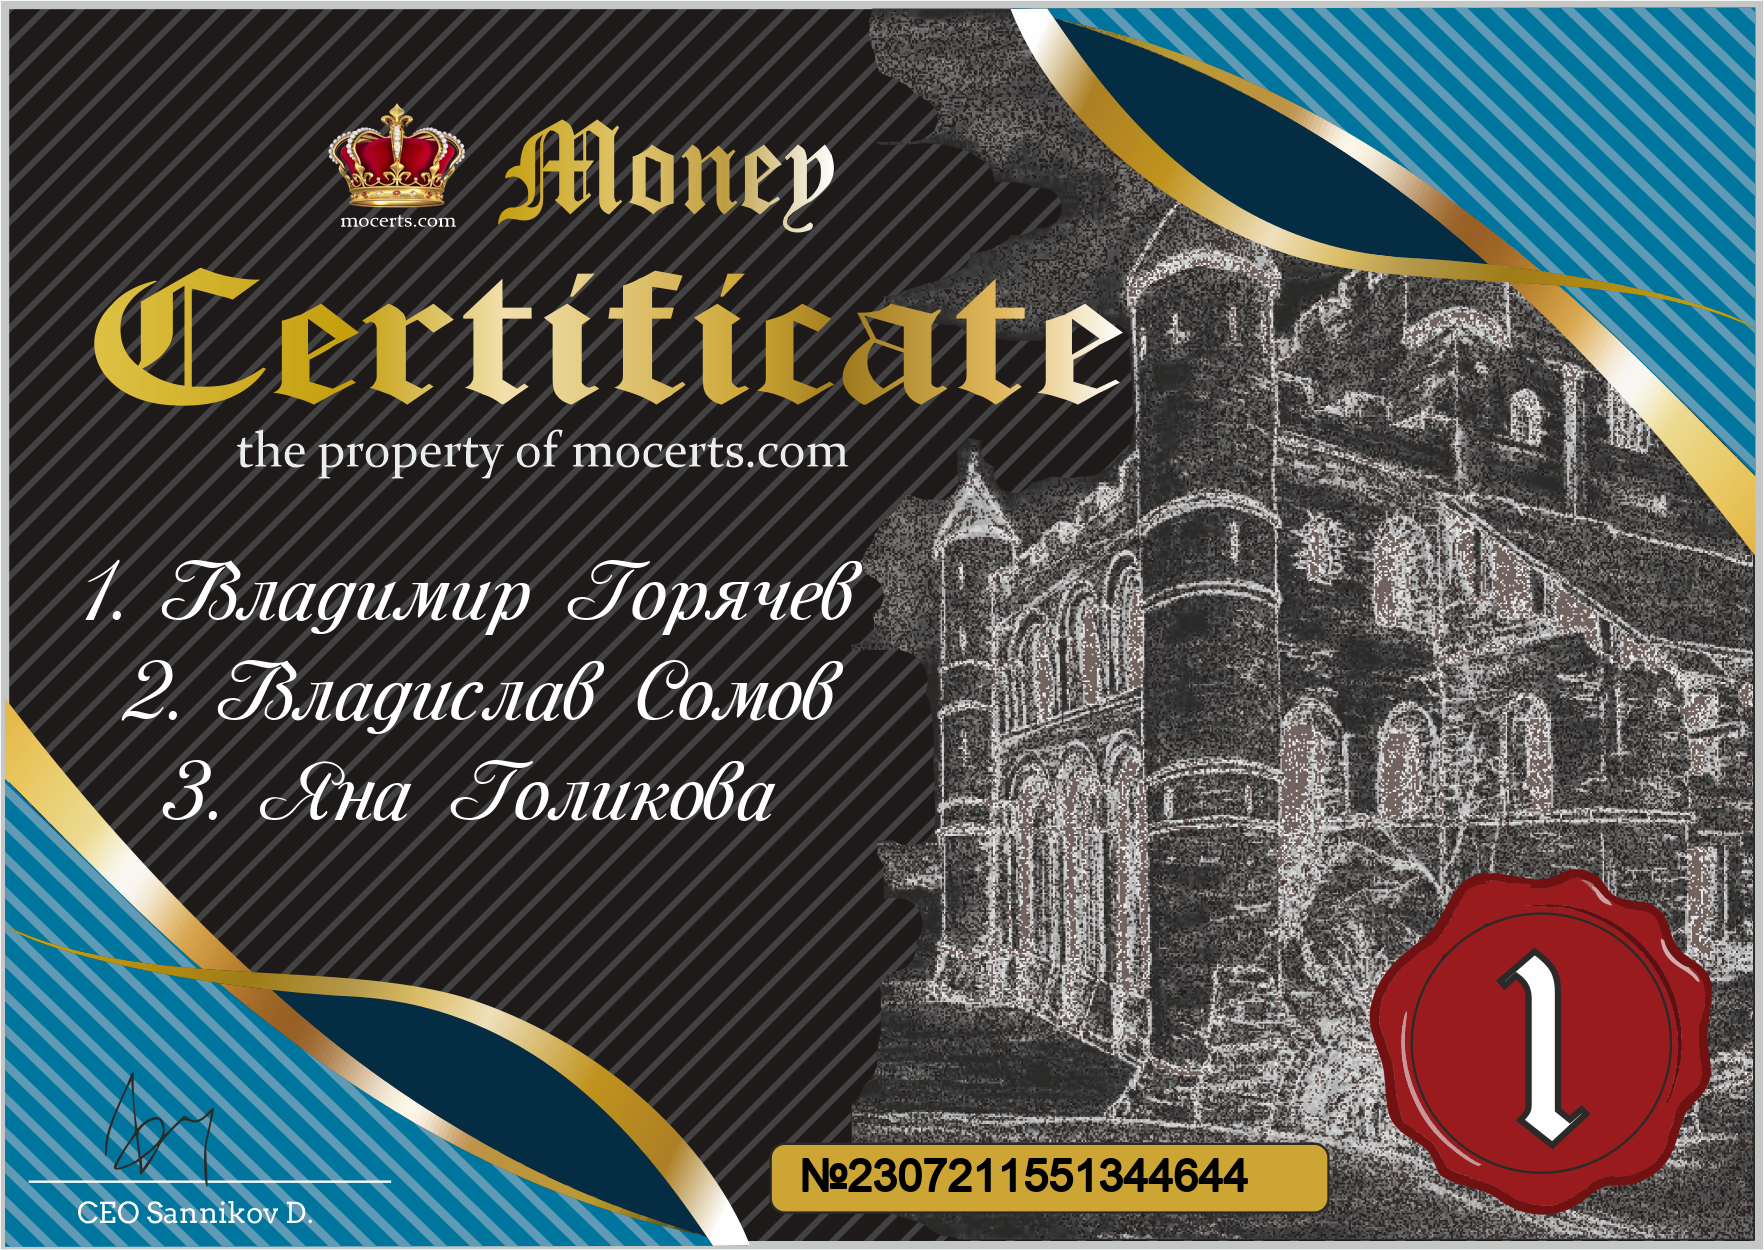 mocerts.com
Money
Certificate
the property of mocerts.com
1. Владимир Горячев
2. Владислав Сомов
3. Яна Голикова
1
№2307211551344644
CEO Sannikov D.